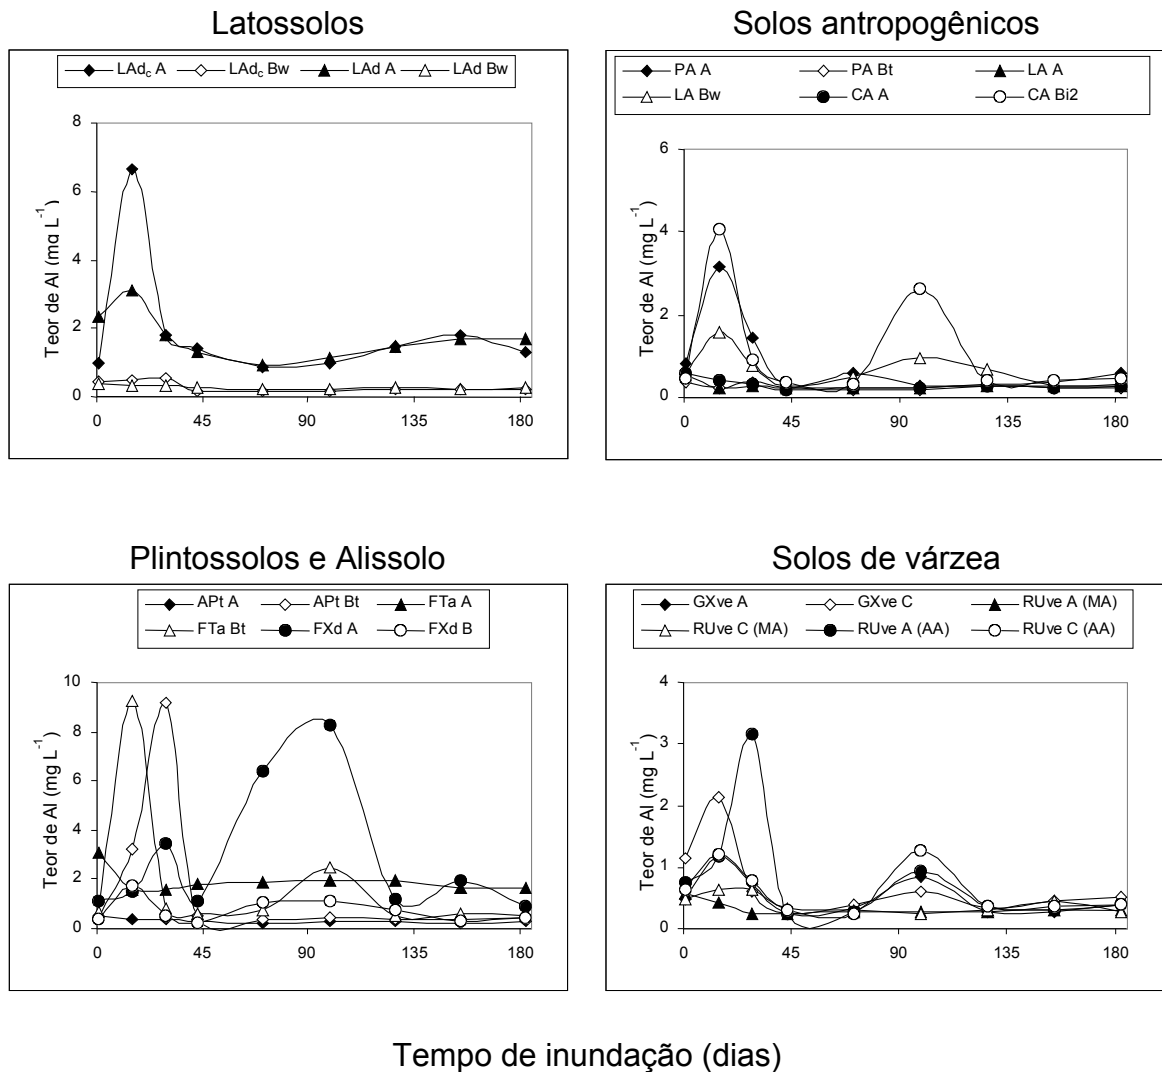 Latossolos
LAdc A LAdc Bw LAd A LAd Bw
Teor de Al (mg L-1)
8
6
4
2
0
0 45 90 135 180
Solos antropogênicos
PA A PA Bt LA A
LA Bw CA A CA Bi2
Teor de Al (mg L-1)
6
4
2
0
0 45 90 135 180
Plintossolos e Alissolo
APt A APt Bt FTa A
FTa Bt FXd A FXd B
Teor de Al (mg L-1)
10
8
6
4
2
0
0 45 90 135 180
Solos de várzea
GXve A GXve C RUve A (MA)
RUve C (MA) RUve A (AA) RUve C (AA)
Teor de Al (mg L-1)
4
3
2
1
0
0 45 90 135 180
Tempo de inundação (dias)